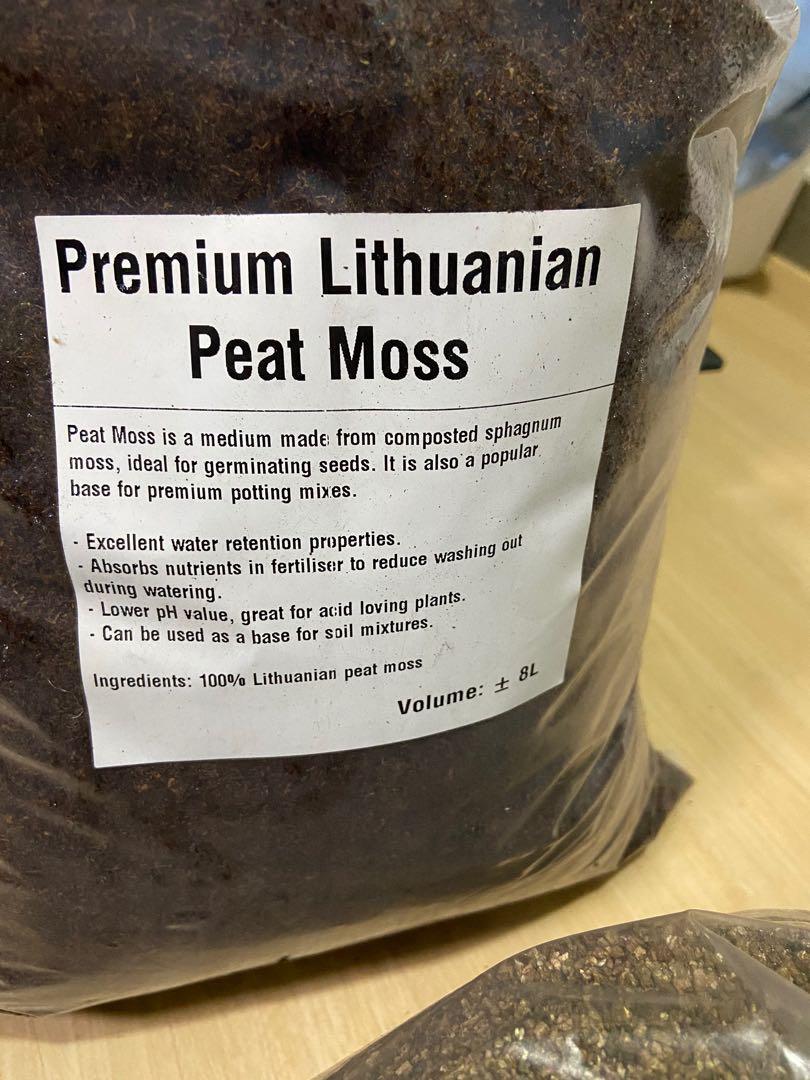 Premium Lithuanian
Peat Moss
Peat Moss is a medium made from composted sphagnum
moss, ideal for germinating seeds. It is also a popular
base for premium potting mixes.
- Excellent water retention properties.
- Absorbs nutrients in fertiliser to reduce washing out
during watering.
- Lower pH value, great for acid loving plants.
- Can be used as a base for soil mixtures.
Ingredients: 100% Lithuanian peat moss
Volume: ± 8L